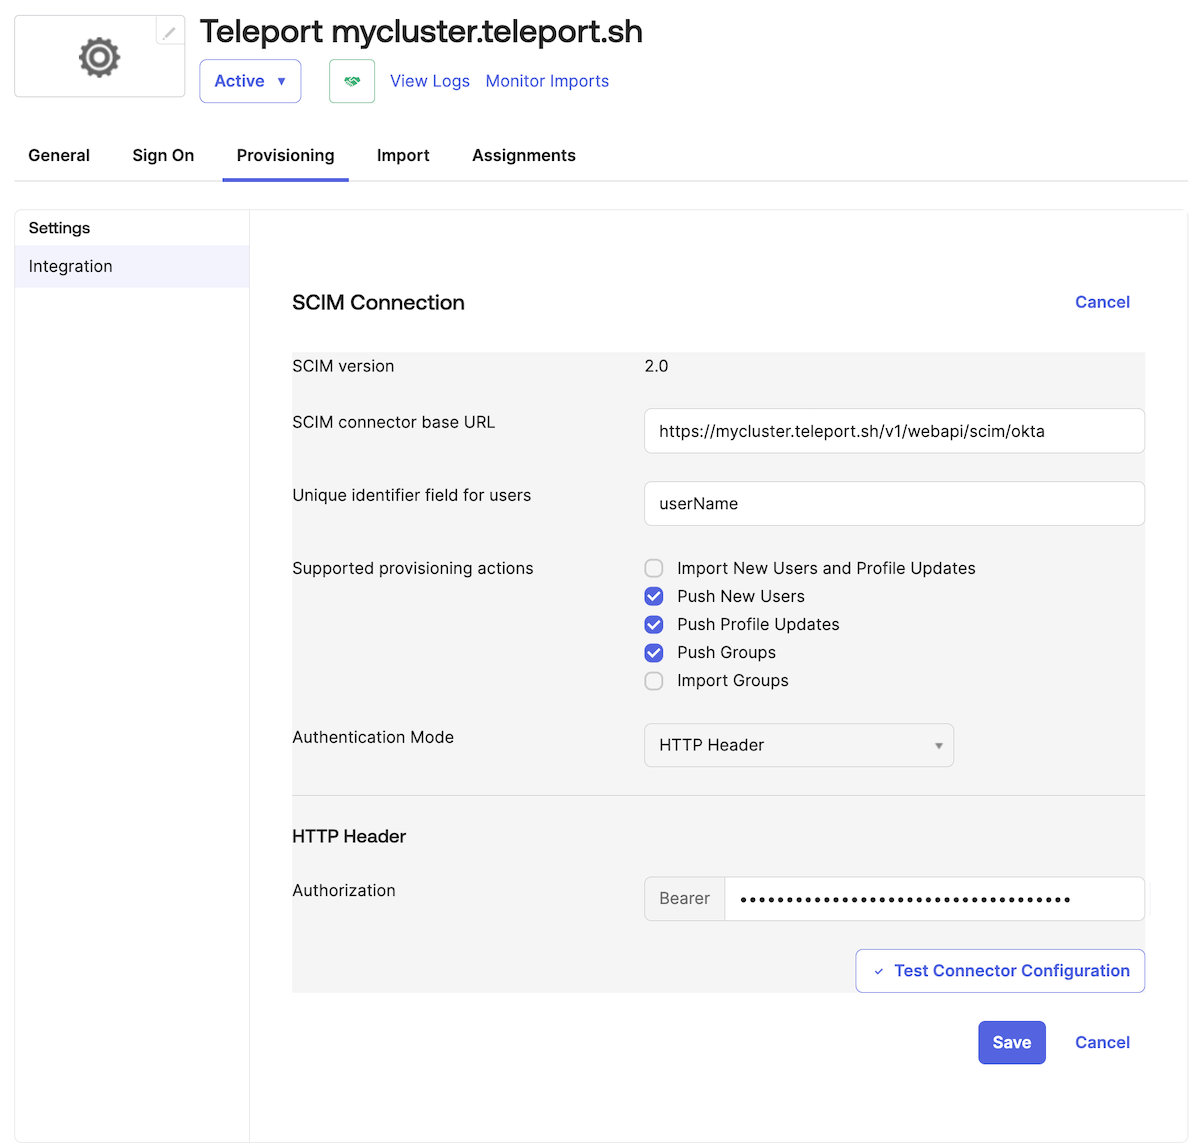 Teleport mycluster.teleport.sh
Active
View Logs
Monitor Imports
General
Sign On
Provisioning
Import
Assignments
Settings
Integration
SCIM Connection
Cancel
SCIM version
2.0
SCIM connector base URL
https://mycluster.teleport.sh/v1/webapi/scim/okta
Unique identifier field for users
userName
Supported provisioning actions
Import New Users and Profile Updates
Push New Users
Push Profile Updates
Push Groups
Import Groups
Authentication Mode
HTTP Header
HTTP Header
Authorization
Bearer
Test Connector Configuration
Save
Cancel